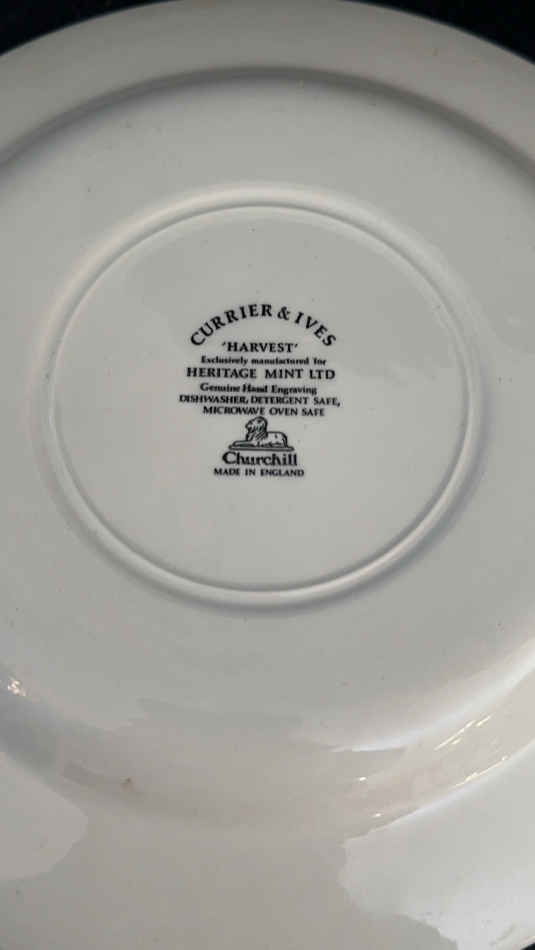 CURRIER & IVES
'HARVEST'
Exclusively manufactured for
HERITAGE MINT LTD
Genuine Hand Engraving
DISHWASHER, DETERGENT SAFE,
MICROWAVE OVEN SAFE
Churchill
MADE IN ENGLAND